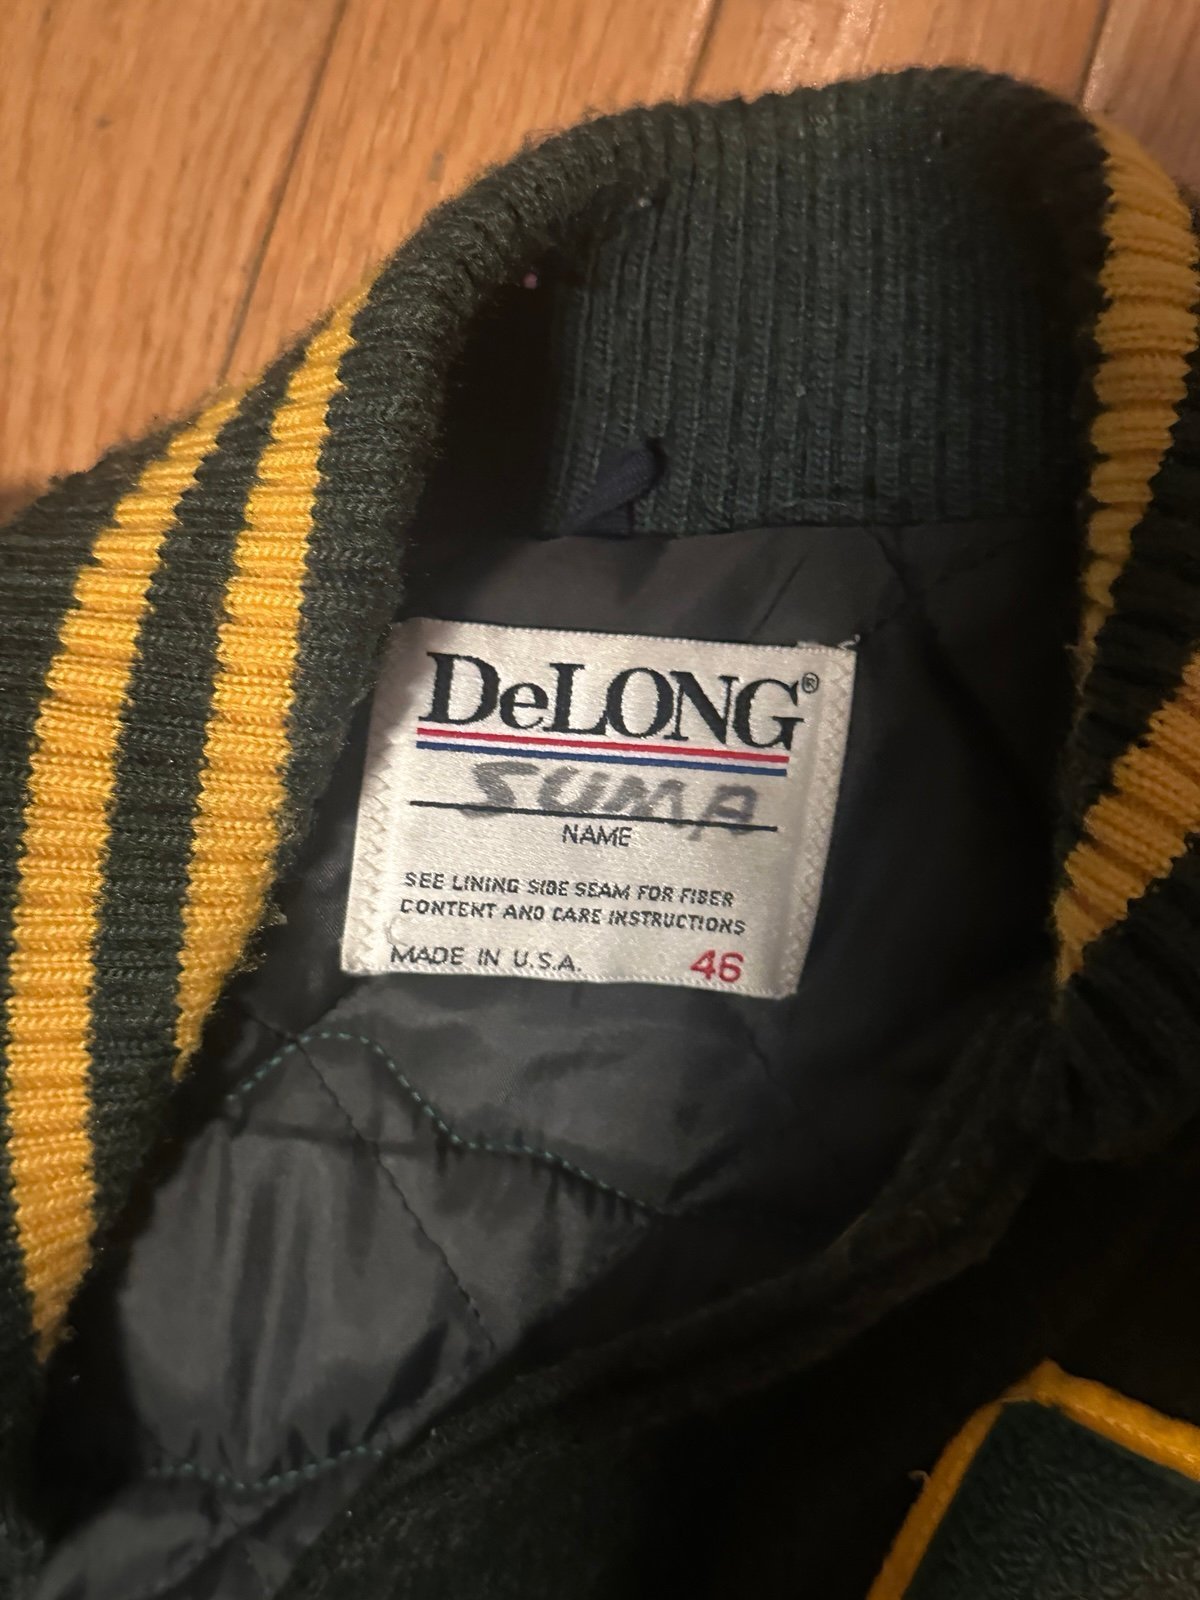 DeLONG®
SUMA
NAME
SEE LINING SIDE SEAM FOR FIBER
CONTENT AND CARE INSTRUCTIONS
MADE IN U.S.A. 46